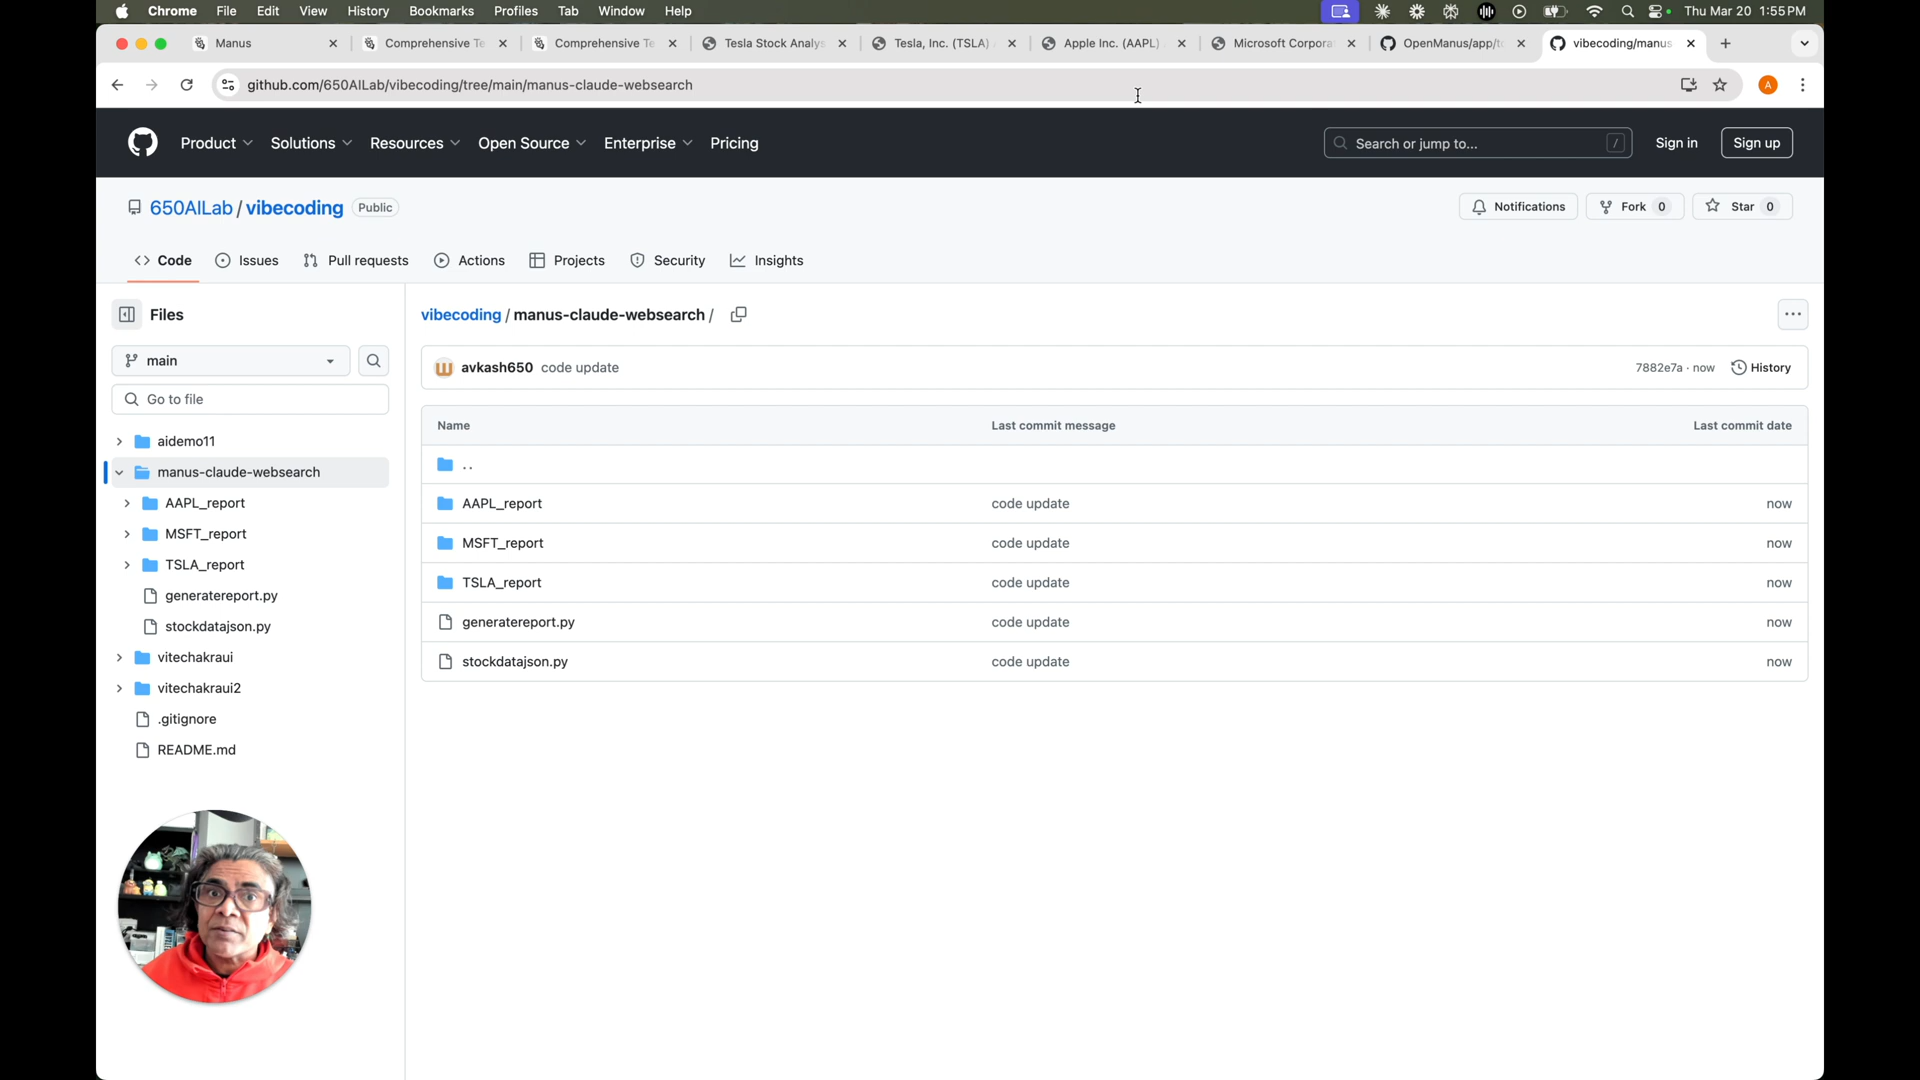 Chrome File Edit View History Bookmarks Profiles Tab Window Help Thu Mar 20 1:55 PM
Manus Comprehensive Te Comprehensive Te Tesla Stock Analys Tesla, Inc. (TSLA) Apple Inc. (AAPL) Microsoft Corpora OpenManus/app/to vibecoding/manus
github.com/650AILab/vibecoding/tree/main/manus-claude-websearch A
Product Solutions Resources Open Source Enterprise Pricing Search or jump to... / Sign in Sign up
650AILab / vibecoding Public Notifications Fork 0 Star 0
Code Issues Pull requests Actions Projects Security Insights
Files
main
Go to file
aidemo11
manus-claude-websearch
AAPL_report
MSFT_report
TSLA_report
generatereport.py
stockdatajson.py
vitechakraui
vitechakraui2
.gitignore
README.md
vibecoding / manus-claude-websearch /
avkash650 code update 7882e7a · now History
Name Last commit message Last commit date
..
AAPL_report code update now
MSFT_report code update now
TSLA_report code update now
generatereport.py code update now
stockdatajson.py code update now